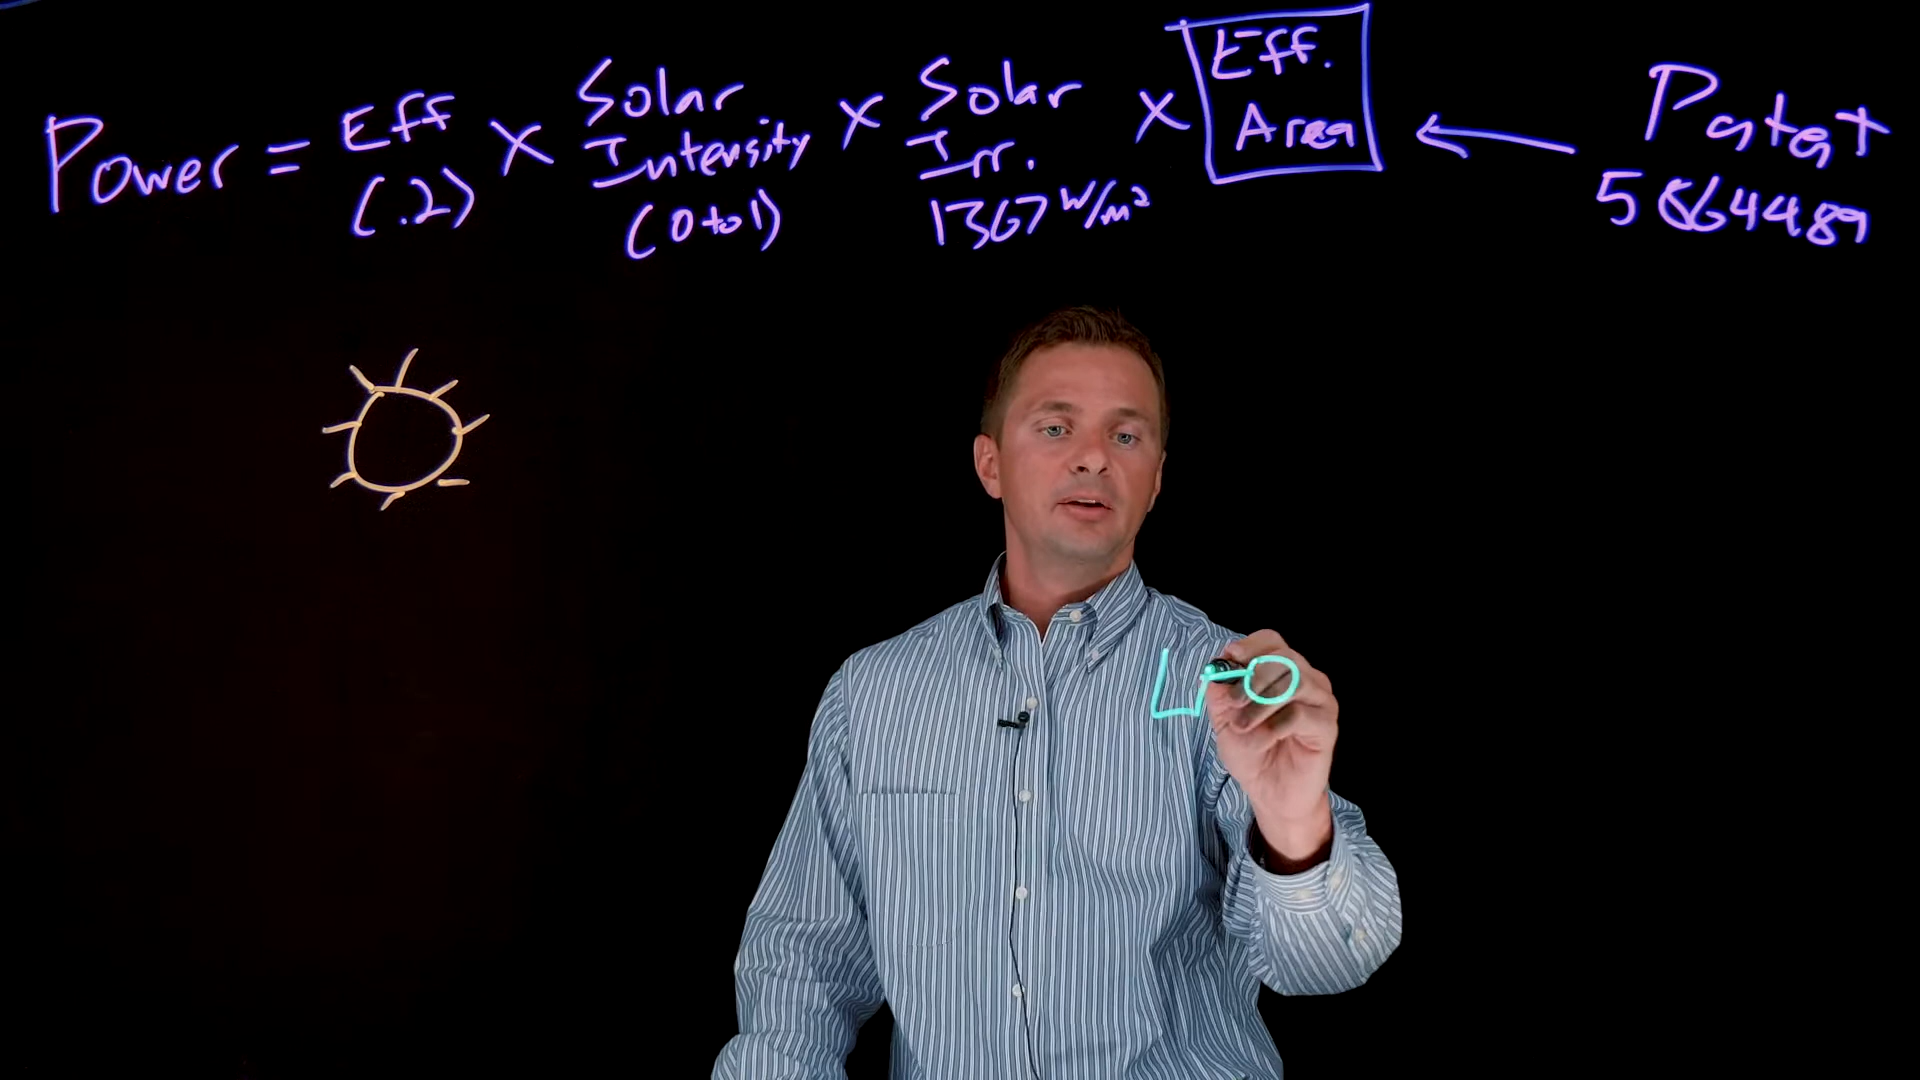 Power = Eff (.2) x Solar Intensity (0 to 1) x Solar Irr. 1367 W/m² x Eff. Area ← Patent
5864489